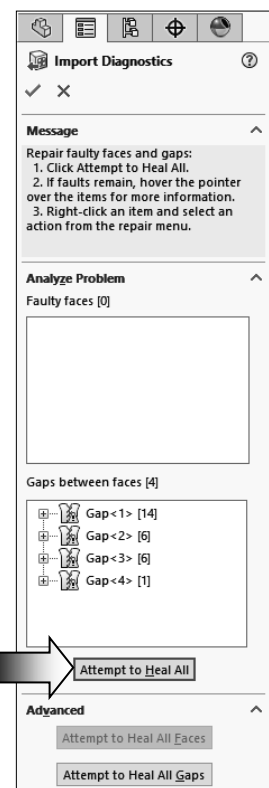 Import Diagnostics
Message
Repair faulty faces and gaps:
1. Click Attempt to Heal All.
2. If faults remain, hover the pointer
over the items for more information.
3. Right-click an item and select an
action from the repair menu.
Analyze Problem
Faulty faces [0]
Gaps between faces [4]
Gap<1> [14]
Gap<2> [6]
Gap<3> [6]
Gap<4> [1]
Attempt to Heal All
Advanced
Attempt to Heal All Faces
Attempt to Heal All Gaps